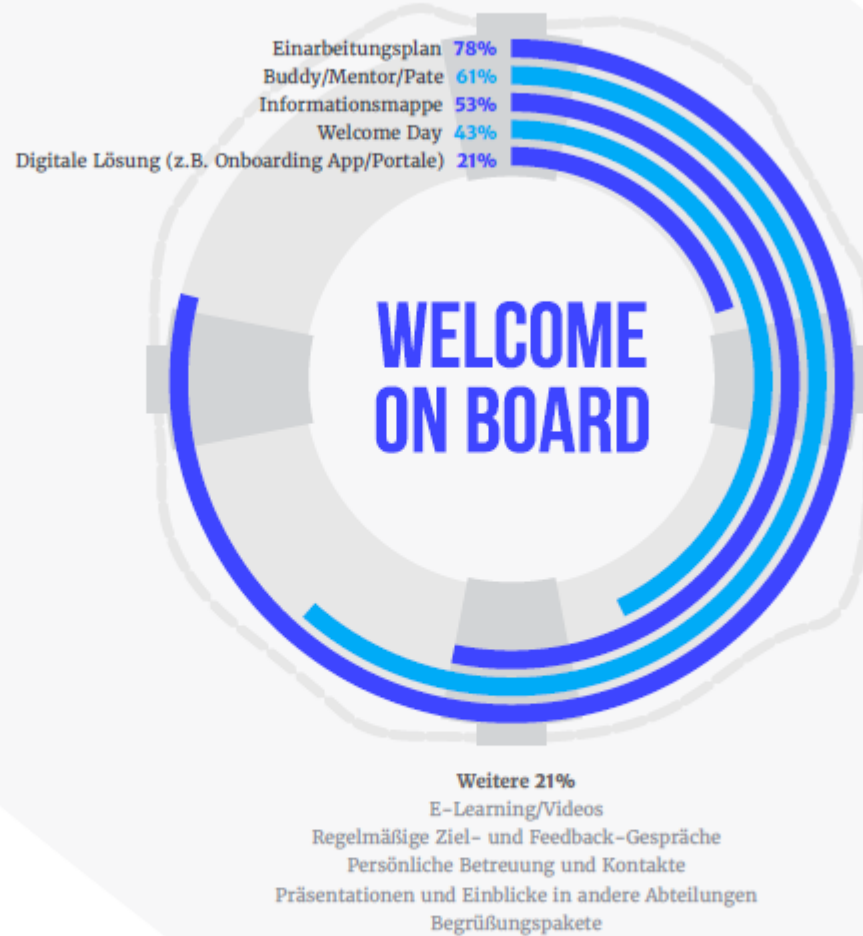 Einarbeitungsplan 78%
Buddy/Mentor/Pate 61%
Informationsmappe 53%
Welcome Day 43%
Digitale Lösung (z.B. Onboarding App/Portale) 21%
WELCOME
ON BOARD
Weitere 21%
E-Learning/Videos
Regelmäßige Ziel- und Feedback-Gespräche
Persönliche Betreuung und Kontakte
Präsentationen und Einblicke in andere Abteilungen
Begrüßungspakete